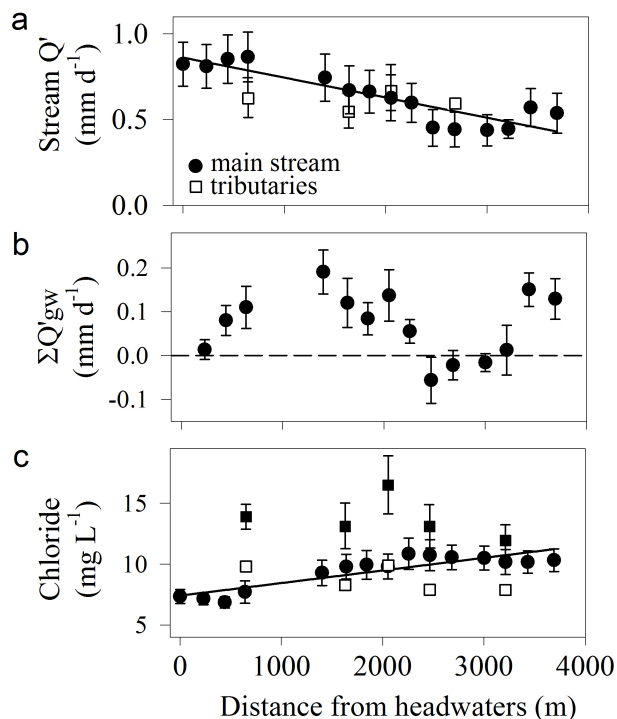 a
Stream Q'
(mm d⁻¹)
1.0
0.5
0.0
main stream
tributaries
b
ΣQ'gw
(mm d⁻¹)
0.2
0.1
0.0
-0.1
c
Chloride
(mg L⁻¹)
15
10
5
0 1000 2000 3000 4000
Distance from headwaters (m)